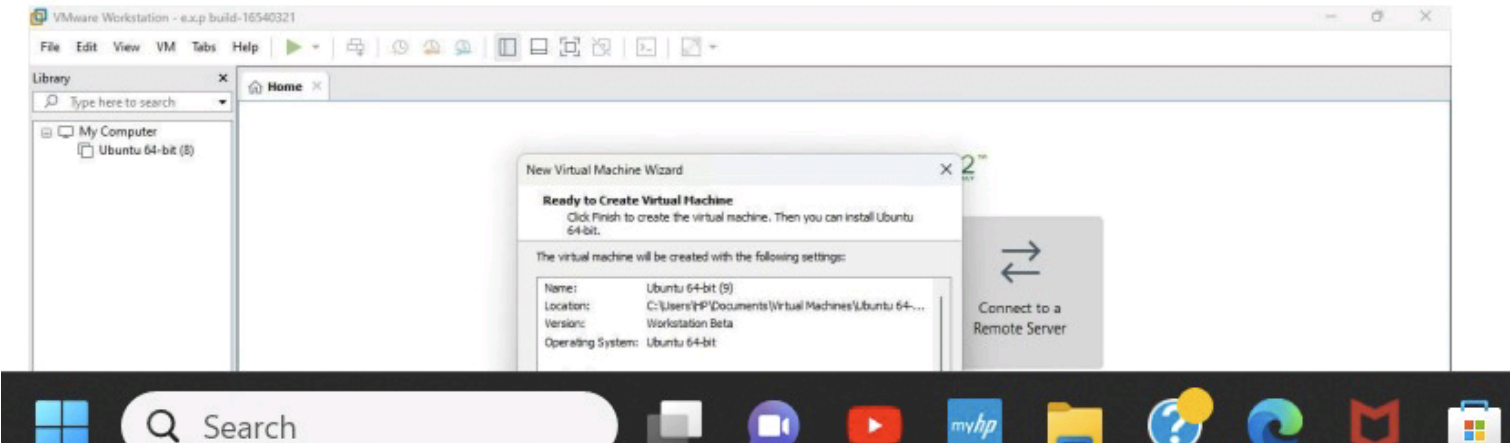 VMware Workstation - e.x.p build-16540321
File Edit View VM Tabs Help
Library
Home
Type here to search
My Computer
Ubuntu 64-bit (8)
New Virtual Machine Wizard
2™
Ready to Create Virtual Machine
Click Finish to create the virtual machine. Then you can install Ubuntu
64-bit.
The virtual machine will be created with the following settings:
Name: Ubuntu 64-bit (9)
Location: C:\Users\HP\Documents\Virtual Machines\Ubuntu 64-...
Version: Workstation Beta
Operating System: Ubuntu 64-bit
Connect to a
Remote Server
Search
myhp